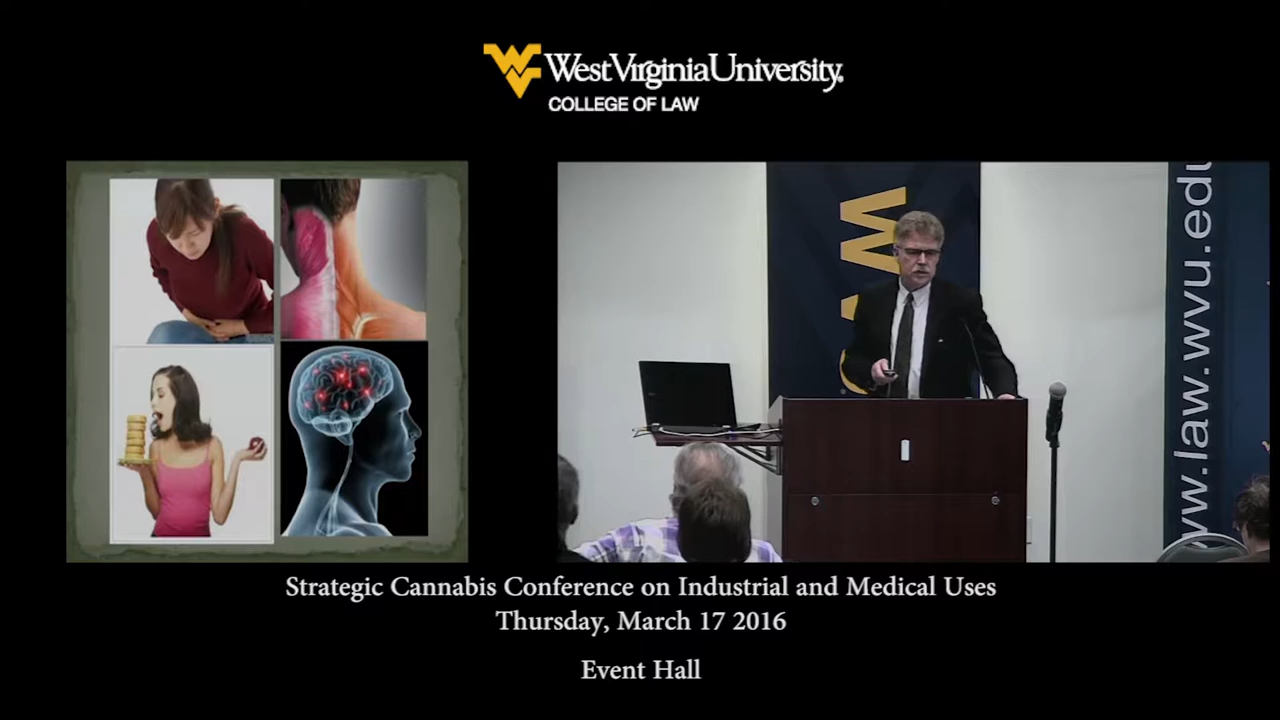 WestVirginiaUniversity.
COLLEGE OF LAW
W
www.law.wvu.edu
Strategic Cannabis Conference on Industrial and Medical Uses
Thursday, March 17 2016
Event Hall